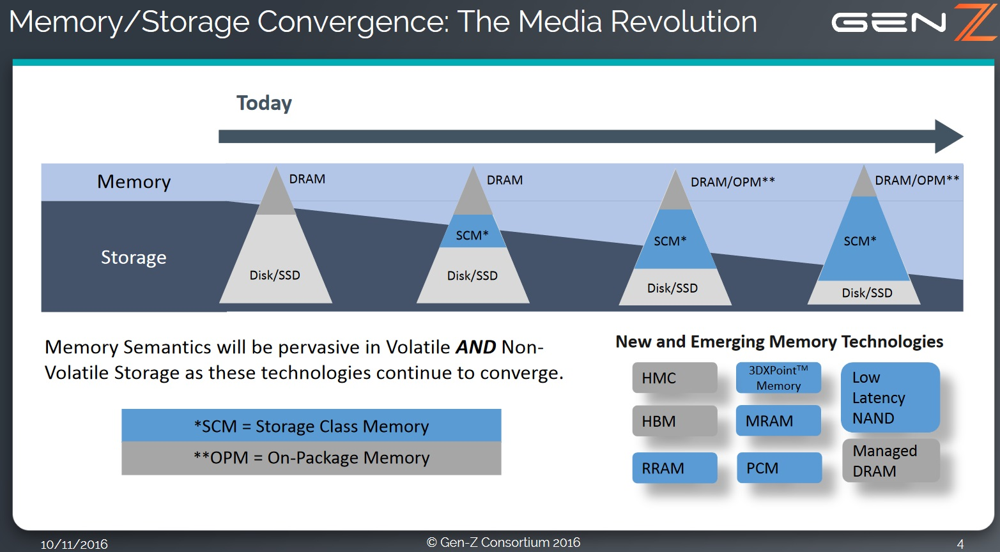 Memory/Storage Convergence: The Media Revolution
GEN Z
Today
Memory
Storage
DRAM
Disk/SSD
DRAM
SCM*
Disk/SSD
DRAM/OPM**
SCM*
Disk/SSD
DRAM/OPM**
SCM*
Disk/SSD
Memory Semantics will be pervasive in Volatile AND Non-
Volatile Storage as these technologies continue to converge.
*SCM = Storage Class Memory
**OPM = On-Package Memory
New and Emerging Memory Technologies
HMC
3DXPoint™
Memory
Low
Latency
NAND
HBM
MRAM
RRAM
PCM
Managed
DRAM
10/11/2016
© Gen-Z Consortium 2016
4